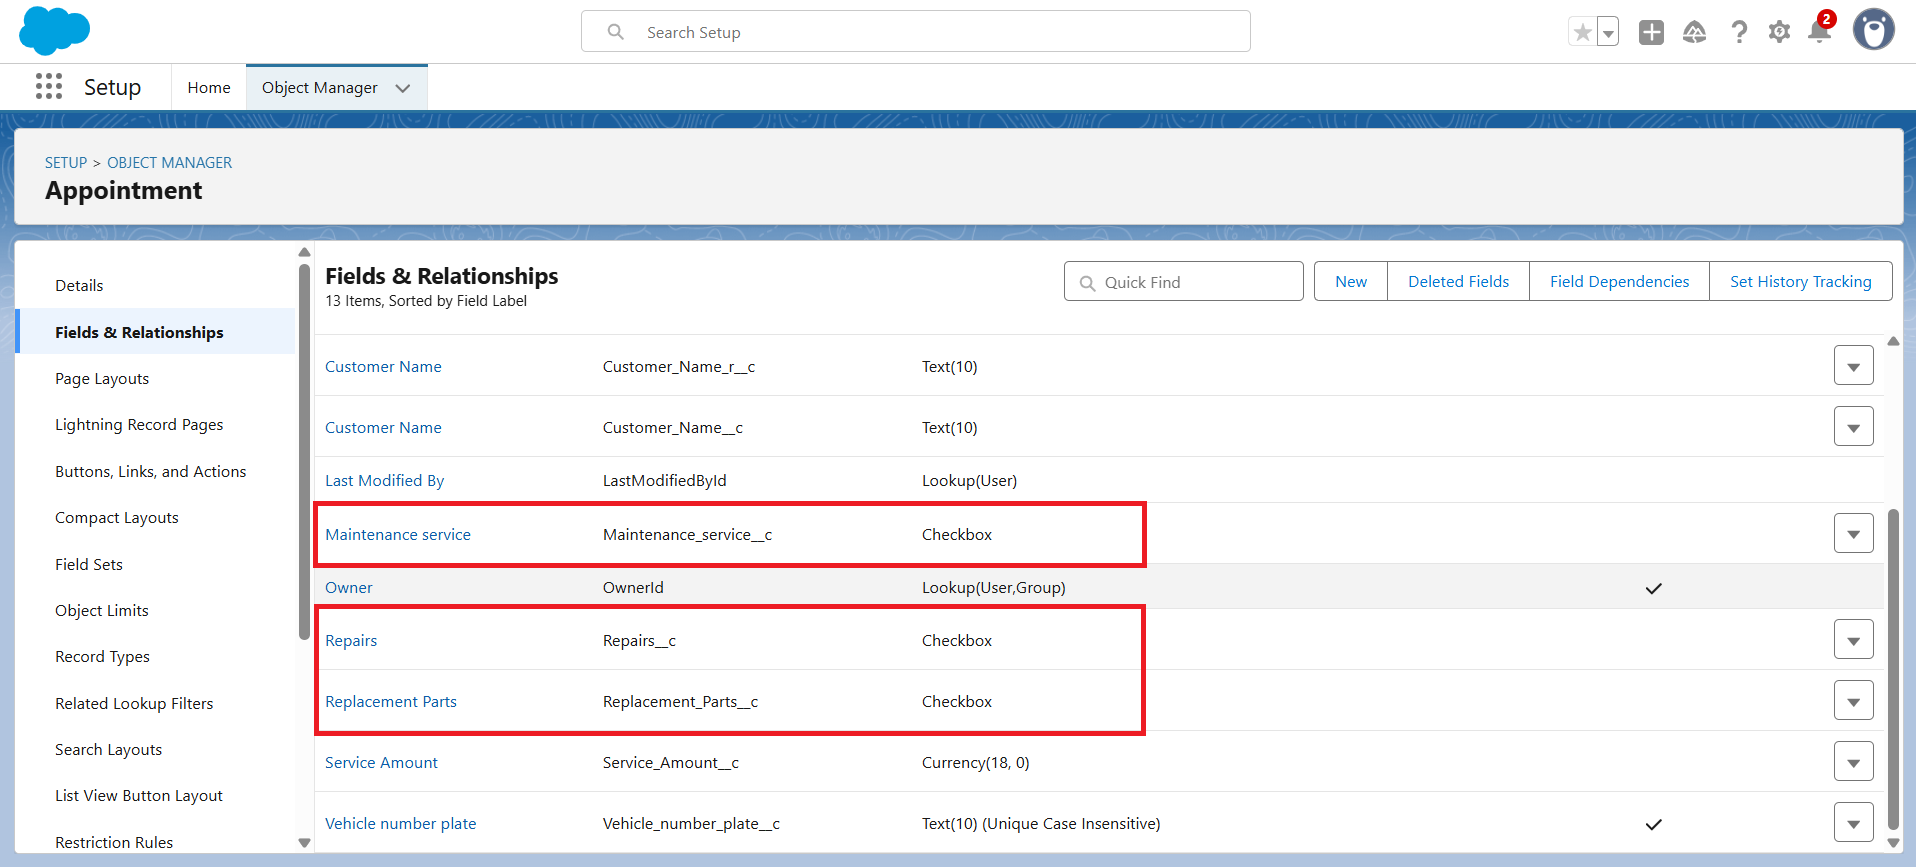 Search Setup
2
Setup
Home
Object Manager
SETUP > OBJECT MANAGER
Appointment
Details
Fields & Relationships
Page Layouts
Lightning Record Pages
Buttons, Links, and Actions
Compact Layouts
Field Sets
Object Limits
Record Types
Related Lookup Filters
Search Layouts
List View Button Layout
Restriction Rules
Fields & Relationships
13 Items, Sorted by Field Label
Quick Find
New
Deleted Fields
Field Dependencies
Set History Tracking
Customer Name Customer_Name_r__c Text(10)
Customer Name Customer_Name__c Text(10)
Last Modified By LastModifiedById Lookup(User)
Maintenance service Maintenance_service__c Checkbox
Owner OwnerId Lookup(User,Group)
Repairs Repairs__c Checkbox
Replacement Parts Replacement_Parts__c Checkbox
Service Amount Service_Amount__c Currency(18, 0)
Vehicle number plate Vehicle_number_plate__c Text(10) (Unique Case Insensitive)